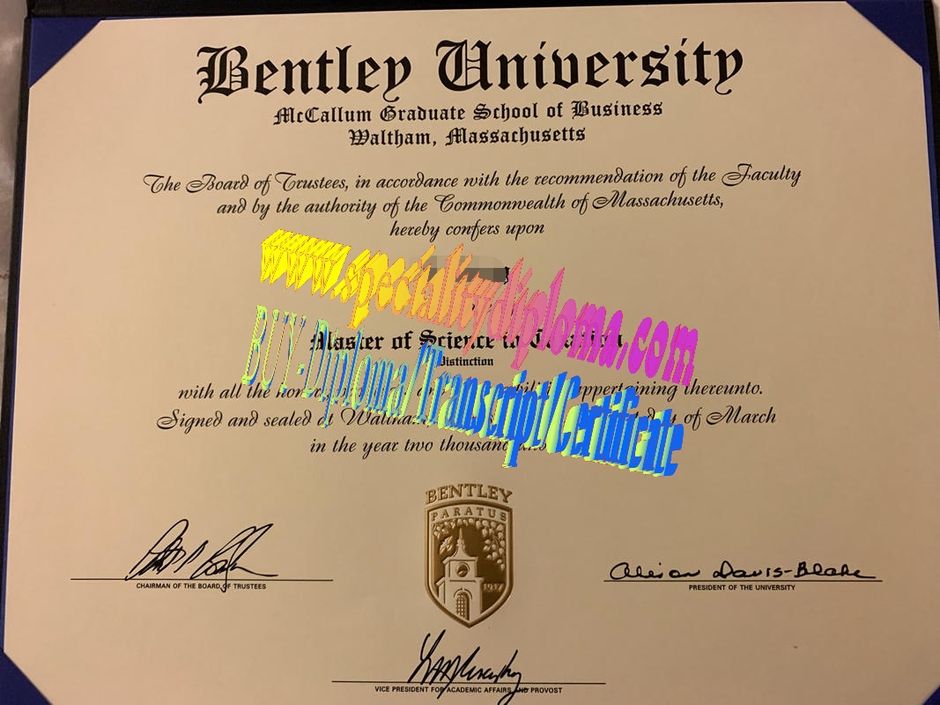 Bentley University
McCallum Graduate School of Business
Waltham, Massachusetts
The Board of Trustees, in accordance with the recommendation of the Faculty
and by the authority of the Commonwealth of Massachusetts,
hereby confers upon
www.specialitydiploma.com
Master of Science in
Distinction
BUY-Diploma/Transcript/Certificate
with all the appertaining thereunto.
Signed and sealed of March
in the year two thousand
BENTLEY
PARATUS
1917
Alison Davis-Blake
CHAIRMAN OF THE BOARD OF TRUSTEES
PRESIDENT OF THE UNIVERSITY
VICE PRESIDENT FOR ACADEMIC AFFAIRS AND PROVOST